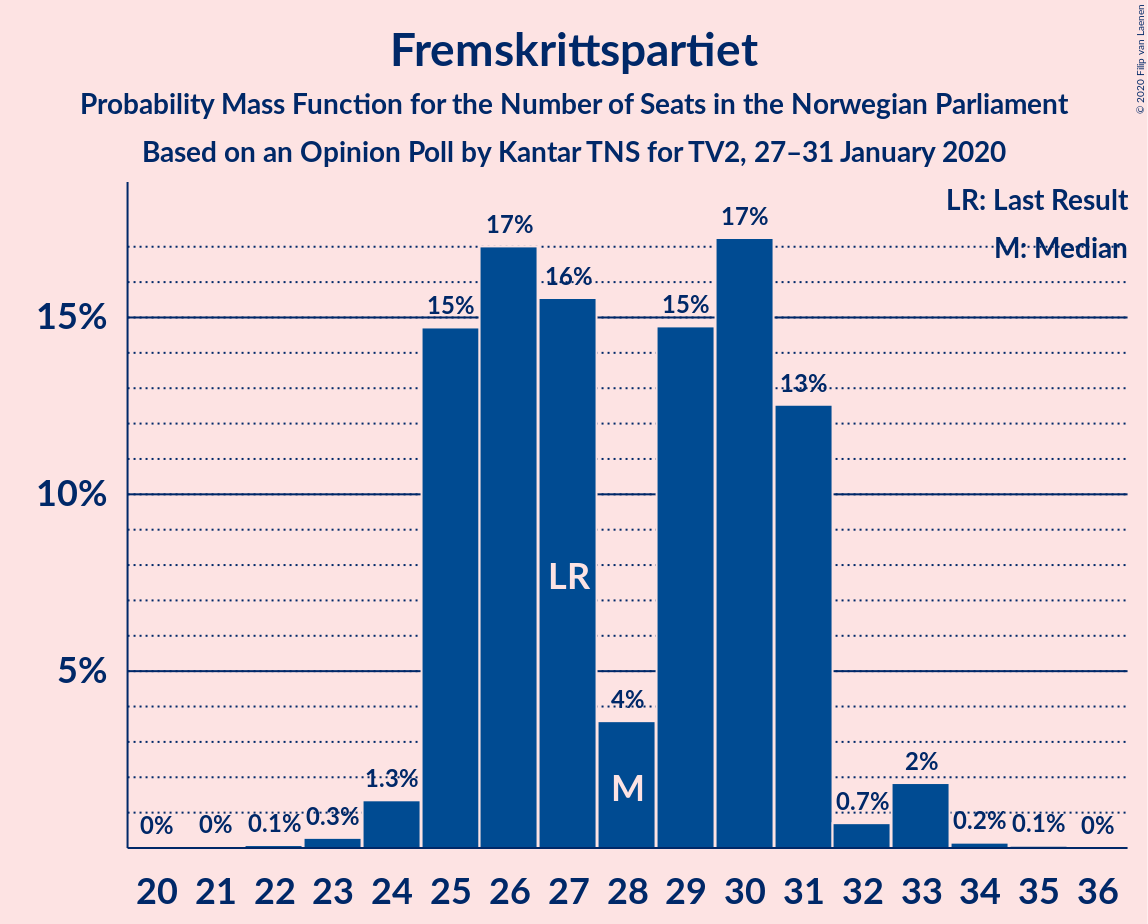 Fremskrittspartiet
Probability Mass Function for the Number of Seats in the Norwegian Parliament
Based on an Opinion Poll by Kantar TNS for TV2, 27–31 January 2020
© 2020 Filip van Laenen
LR: Last Result
M: Median
15%
10%
5%
0% 0% 0.1% 0.3% 1.3% 15% 17% 16% 4% 15% 17% 13% 0.7% 2% 0.2% 0.1% 0%
LR
M
20 21 22 23 24 25 26 27 28 29 30 31 32 33 34 35 36